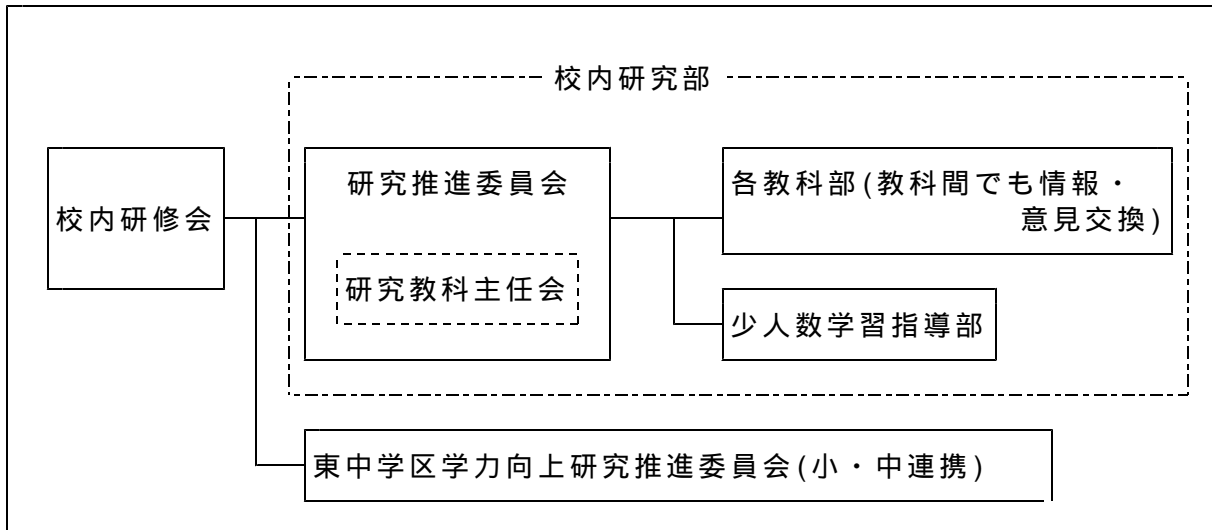 校内研究部
校内研修会
研究推進委員会
研究教科主任会
各教科部(教科間でも情報・
意見交換)
少人数学習指導部
東中学区学力向上研究推進委員会(小・中連携)